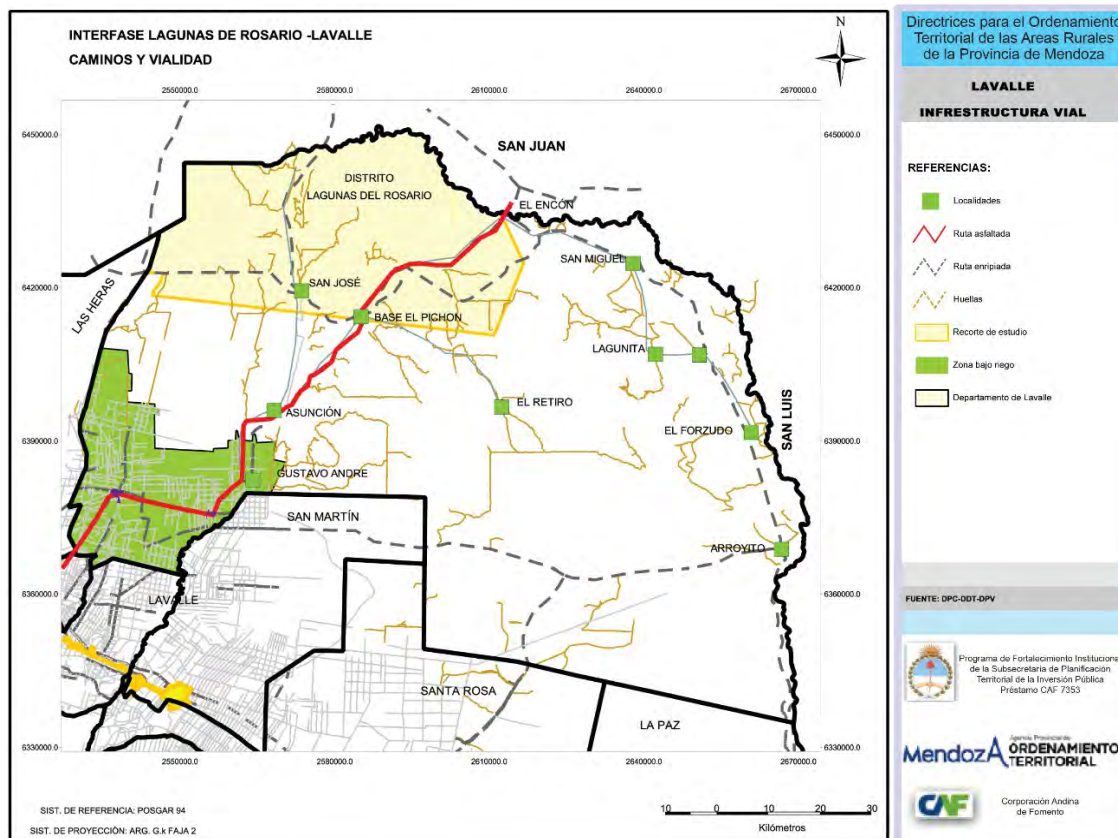 INTERFASE LAGUNAS DE ROSARIO -LAVALLE
CAMINOS Y VIALIDAD
N
2550000.0
2580000.0
2610000.0
2640000.0
2670000.0
6450000.0
6450000.0
SAN JUAN
DISTRITO
LAGUNAS DEL ROSARIO
EL ENCÓN
SAN MIGUEL
LAS HERAS
SAN JOSÉ
6420000.0
6420000.0
BASE EL PICHON
LAGUNITA
EL RETIRO
ASUNCIÓN
EL FORZUDO
SAN LUIS
6390000.0
6390000.0
GUSTAVO ANDRE
SAN MARTÍN
ARROYITO
6360000.0
6360000.0
LAVALLE
SANTA ROSA
LA PAZ
6330000.0
6330000.0
2550000.0
2580000.0
2610000.0
2640000.0
2670000.0
SIST. DE REFERENCIA: POSGAR 94
SIST. DE PROYECCIÓN: ARG. G.k FAJA 2
10 0 10 20 30
Kilómetros
Directrices para el Ordenamiento
Territorial de las Areas Rurales
de la Provincia de Mendoza
LAVALLE
INFRESTRUCTURA VIAL
REFERENCIAS:
Localidades
Ruta asfaltada
Ruta enripiada
Huellas
Recorte de estudio
Zona bajo riego
Departamento de Lavalle
FUENTE: DPC-DDT-DPV
Programa de Fortalecimiento Institucional
de la Subsecretaria de Planificación
Territorial de la Inversión Pública
Préstamo CAF 7353
Agencia Provincial de
MendozA ORDENAMIENTO
TERRITORIAL
CAF
Corporación Andina
de Fomento